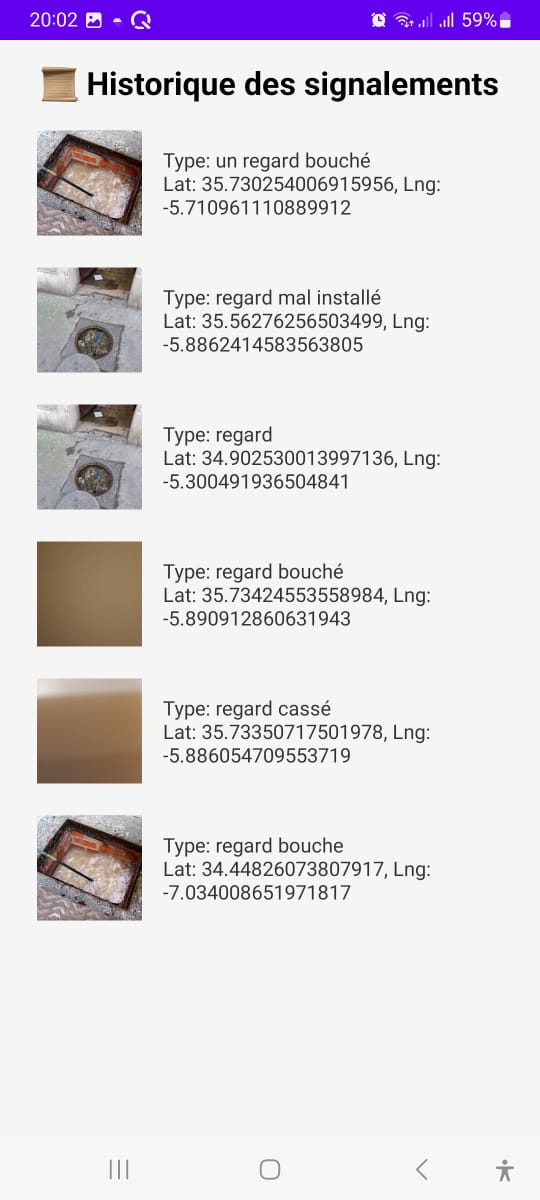 20:02 59%
Historique des signalements
Type: un regard bouché
Lat: 35.730254006915956, Lng:
-5.710961110889912
Type: regard mal installé
Lat: 35.56276256503499, Lng:
-5.8862414583563805
Type: regard
Lat: 34.902530013997136, Lng:
-5.300491936504841
Type: regard bouché
Lat: 35.73424553558984, Lng:
-5.890912860631943
Type: regard cassé
Lat: 35.73350717501978, Lng:
-5.886054709553719
Type: regard bouche
Lat: 34.44826073807917, Lng:
-7.034008651971817